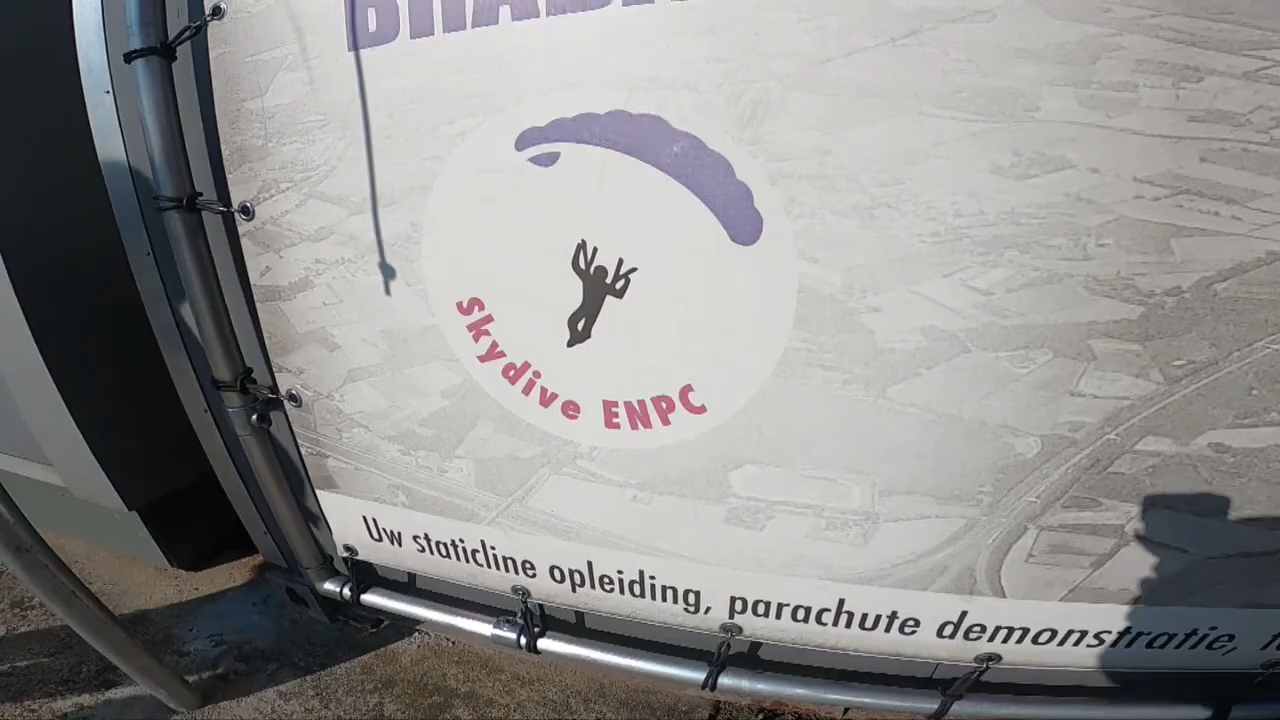 Skydive ENPC
Uw staticline opleiding, parachute demonstratie,